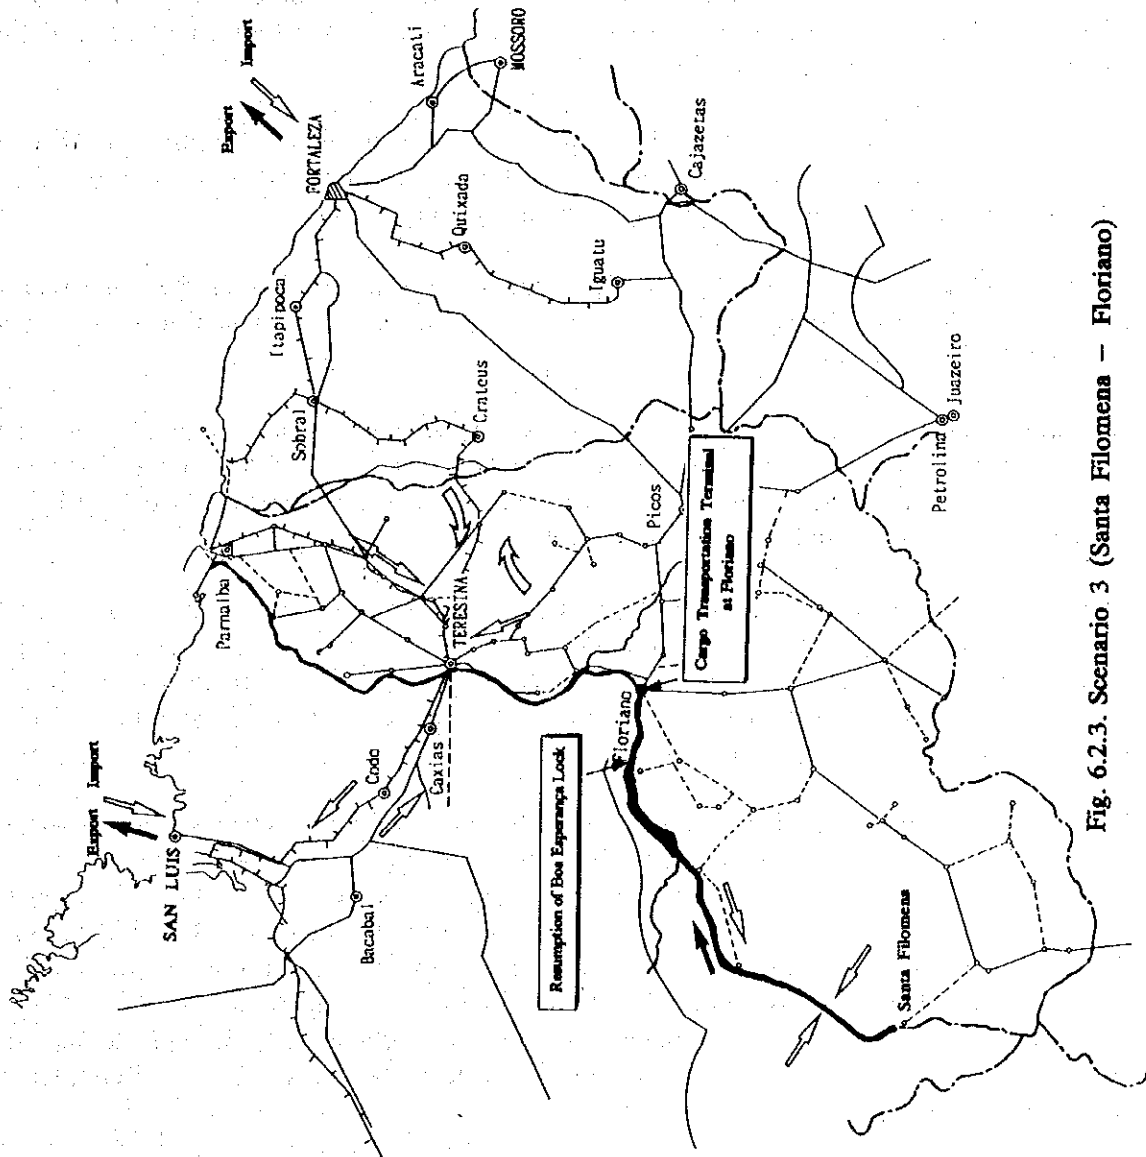 Export
Import
SAN LUIS
Bacabal
Codo
Caxias
Parnaiba
TERESINA
Sobral
Itapipoca
Crateus
FORTALEZA
Export
Import
Aracati
MOSSORO
Quixada
Iguatu
Cajazeiras
Picos
Petrolina
Juazeiro
Floriano
Santa Filomena
Resumption of Boa Esperança Lock
Cargo Transportation Terminal
at Floriano
Fig. 6.2.3. Scenario 3 (Santa Filomena — Floriano)